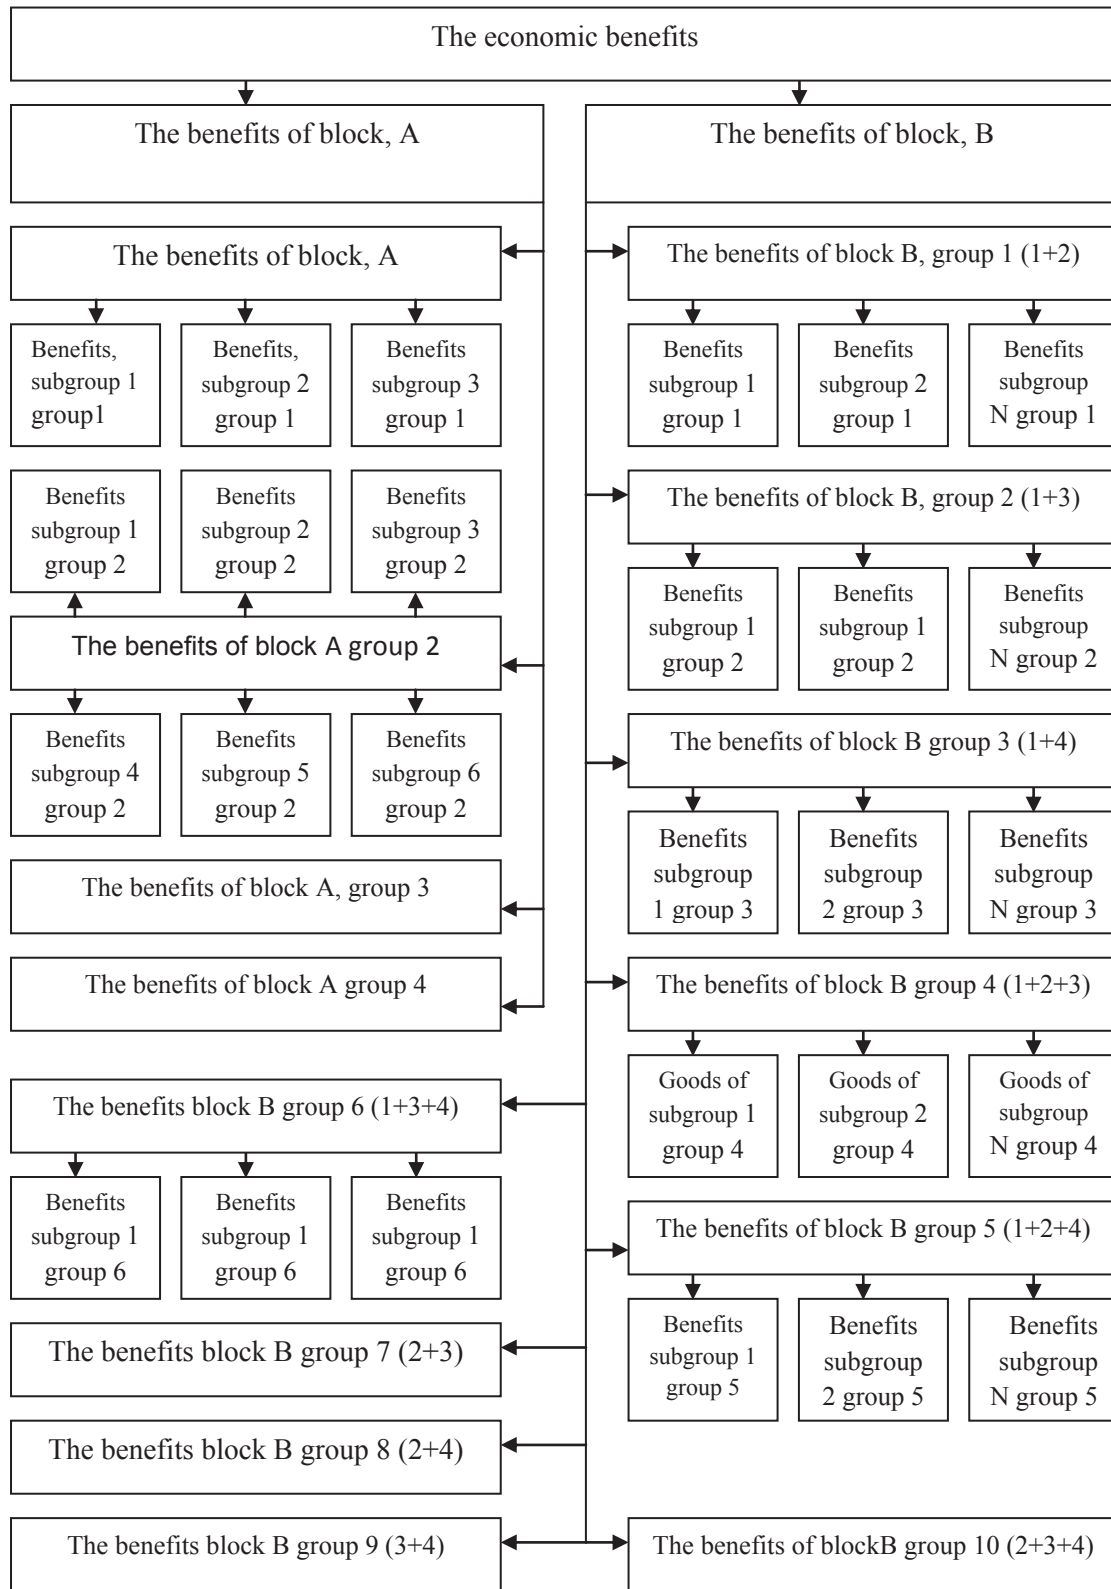 The economic benefits
The benefits of block, A
The benefits of block, B
The benefits of block, A
Benefits,
subgroup 1
group1
Benefits,
subgroup 2
group 1
Benefits
subgroup 3
group 1
Benefits
subgroup 1
group 2
Benefits
subgroup 2
group 2
Benefits
subgroup 3
group 2
The benefits of block A group 2
Benefits
subgroup 4
group 2
Benefits
subgroup 5
group 2
Benefits
subgroup 6
group 2
The benefits of block A, group 3
The benefits of block A group 4
The benefits of block B, group 1 (1+2)
Benefits
subgroup 1
group 1
Benefits
subgroup 2
group 1
Benefits
subgroup
N group 1
The benefits of block B, group 2 (1+3)
Benefits
subgroup 1
group 2
Benefits
subgroup 1
group 2
Benefits
subgroup
N group 2
The benefits of block B group 3 (1+4)
Benefits
subgroup
1 group 3
Benefits
subgroup
2 group 3
Benefits
subgroup
N group 3
The benefits of block B group 4 (1+2+3)
Goods of
subgroup 1
group 4
Goods of
subgroup 2
group 4
Goods of
subgroup
N group 4
The benefits of block B group 5 (1+2+4)
Benefits
subgroup 1
group 5
Benefits
subgroup
2 group 5
Benefits
subgroup
N group 5
The benefits block B group 6 (1+3+4)
Benefits
subgroup 1
group 6
Benefits
subgroup 1
group 6
Benefits
subgroup 1
group 6
The benefits block B group 7 (2+3)
The benefits block B group 8 (2+4)
The benefits block B group 9 (3+4)
The benefits of blockB group 10 (2+3+4)